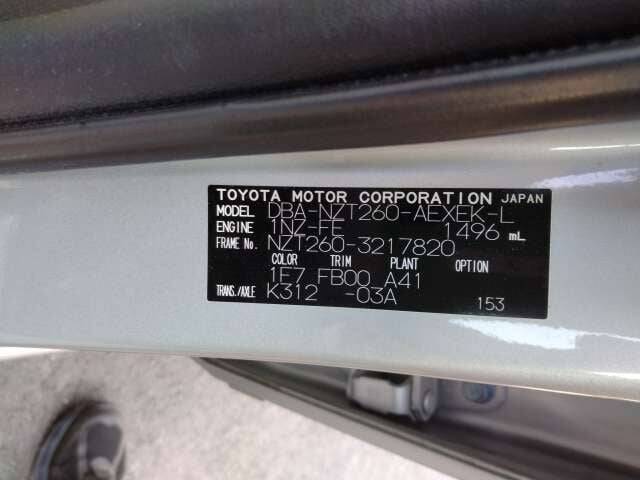 TOYOTA MOTOR CORPORATION JAPAN
MODEL DBA-NZT260-AEXEK-L
ENGINE 1NZ-FE 1496 mL
FRAME No. NZT260-3217820
COLOR TRIM PLANT OPTION
1F7 FB00 A41
TRANS./AXLE K312 -03A
153